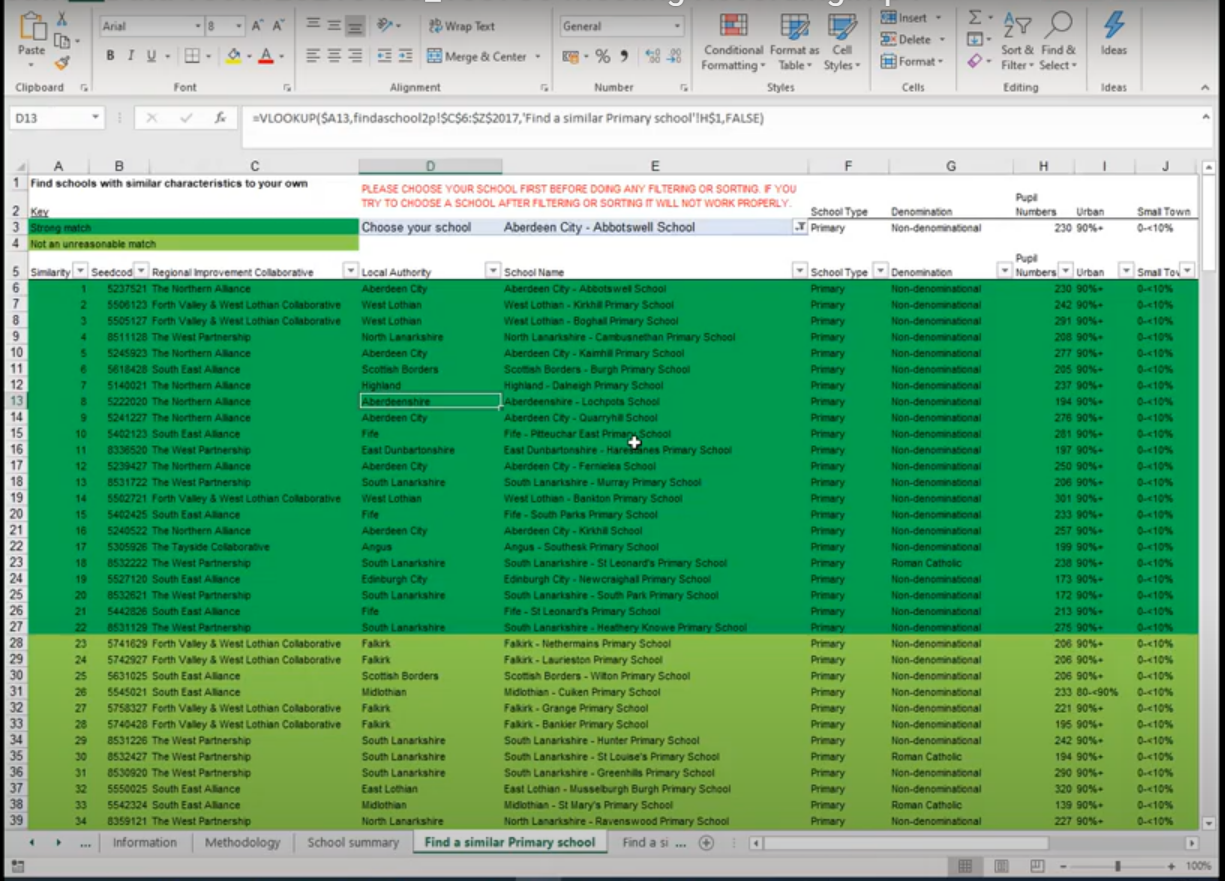 Arial 8 A A Wrap Text General Insert Σ
Paste Conditional Format as Cell Delete Sort & Find & Ideas
B I U Merge & Center % , Formatting Table Styles Format Filter Select
Clipboard Font Alignment Number Styles Cells Editing Ideas
D13 fx =VLOOKUP($A13,findaschool2p!$C$6:$Z$2017,'Find a similar Primary school'!H$1,FALSE)
A B C D E F G H I J
1 Find schools with similar characteristics to your own PLEASE CHOOSE YOUR SCHOOL FIRST BEFORE DOING ANY FILTERING OR SORTING. IF YOU
TRY TO CHOOSE A SCHOOL AFTER FILTERING OR SORTING IT WILL NOT WORK PROPERLY.
2 Key School Type Denomination Pupil Numbers Urban Small Town
3 Strong match Choose your school Aberdeen City - Abbotswell School Primary 230 90%+ 0-<10%
4 Not an unreasonable match
5 Similarity Seedcod Regional Improvement Collaborative Local Authority School Name School Type Denomination Pupil Numbers Urban Small Tov
6 1 5237521 The Northern Alliance Aberdeen City Aberdeen City - Abbotswell School Primary Non-denominational 230 90%+ 0-<10%
7 2 5506123 Forth Valley & West Lothian Collaborative West Lothian West Lothian - Kirkhill Primary School Primary Non-denominational 242 90%+ 0-<10%
8 3 5505127 Forth Valley & West Lothian Collaborative West Lothian West Lothian - Boghall Primary School Primary Non-denominational 291 90%+ 0-<10%
9 4 8511128 The West Partnership North Lanarkshire North Lanarkshire - Cambusnethan Primary School Primary Non-denominational 208 90%+ 0-<10%
10 5 5245923 The Northern Alliance Aberdeen City Aberdeen City - Kaimhill Primary School Primary Non-denominational 277 90%+ 0-<10%
11 6 5618428 South East Alliance Scottish Borders Scottish Borders - Burgh Primary School Primary Non-denominational 205 90%+ 0-<10%
12 7 5140021 The Northern Alliance Highland Highland - Dalneigh Primary School Primary Non-denominational 237 90%+ 0-<10%
13 8 5222020 The Northern Alliance Aberdeenshire Aberdeenshire - Lochpots School Primary Non-denominational 194 90%+ 0-<10%
14 9 5241227 The Northern Alliance Aberdeen City Aberdeen City - Quarryhill School Primary Non-denominational 276 90%+ 0-<10%
15 10 5402123 South East Alliance Fife Fife - Pitteuchar East Primary School Primary Non-denominational 281 90%+ 0-<10%
16 11 8336520 The West Partnership East Dunbartonshire East Dunbartonshire - Harestanes Primary School Primary Non-denominational 197 90%+ 0-<10%
17 12 5239427 The Northern Alliance Aberdeen City Aberdeen City - Fernielea School Primary Non-denominational 250 90%+ 0-<10%
18 13 8531722 The West Partnership South Lanarkshire South Lanarkshire - Murray Primary School Primary Non-denominational 206 90%+ 0-<10%
19 14 5502721 Forth Valley & West Lothian Collaborative West Lothian West Lothian - Bankton Primary School Primary Non-denominational 301 90%+ 0-<10%
20 15 5402425 South East Alliance Fife Fife - South Parks Primary School Primary Non-denominational 233 90%+ 0-<10%
21 16 5240522 The Northern Alliance Aberdeen City Aberdeen City - Kirkhill School Primary Non-denominational 257 90%+ 0-<10%
22 17 5305926 The Tayside Collaborative Angus Angus - Southesk Primary School Primary Non-denominational 199 90%+ 0-<10%
23 18 8532222 The West Partnership South Lanarkshire South Lanarkshire - St Leonard's Primary School Primary Roman Catholic 238 90%+ 0-<10%
24 19 5527120 South East Alliance Edinburgh City Edinburgh City - Newcraighall Primary School Primary Non-denominational 173 90%+ 0-<10%
25 20 8532621 The West Partnership South Lanarkshire South Lanarkshire - South Park Primary School Primary Non-denominational 172 90%+ 0-<10%
26 21 5442826 South East Alliance Fife Fife - St Leonard's Primary School Primary Non-denominational 213 90%+ 0-<10%
27 22 8531129 The West Partnership South Lanarkshire South Lanarkshire - Heathery Knowe Primary School Primary Non-denominational 275 90%+ 0-<10%
28 23 5741629 Forth Valley & West Lothian Collaborative Falkirk Falkirk - Nethermains Primary School Primary Non-denominational 206 90%+ 0-<10%
29 24 5742927 Forth Valley & West Lothian Collaborative Falkirk Falkirk - Laurieston Primary School Primary Non-denominational 206 90%+ 0-<10%
30 25 5631025 South East Alliance Scottish Borders Scottish Borders - Wilton Primary School Primary Non-denominational 206 90%+ 0-<10%
31 26 5545021 South East Alliance Midlothian Midlothian - Cuiken Primary School Primary Non-denominational 233 80-<90% 0-<10%
32 27 5758327 Forth Valley & West Lothian Collaborative Falkirk Falkirk - Grange Primary School Primary Non-denominational 221 90%+ 0-<10%
33 28 5740428 Forth Valley & West Lothian Collaborative Falkirk Falkirk - Bankier Primary School Primary Non-denominational 195 90%+ 0-<10%
34 29 8531226 The West Partnership South Lanarkshire South Lanarkshire - Hunter Primary School Primary Non-denominational 242 90%+ 0-<10%
35 30 8532427 The West Partnership South Lanarkshire South Lanarkshire - St Louise's Primary School Primary Roman Catholic 194 90%+ 0-<10%
36 31 8530920 The West Partnership South Lanarkshire South Lanarkshire - Greenhills Primary School Primary Non-denominational 290 90%+ 0-<10%
37 32 5550025 South East Alliance East Lothian East Lothian - Musselburgh Burgh Primary School Primary Non-denominational 320 90%+ 0-<10%
38 33 5542324 South East Alliance Midlothian Midlothian - St Mary's Primary School Primary Roman Catholic 139 90%+ 0-<10%
39 34 8359121 The West Partnership North Lanarkshire North Lanarkshire - Ravenswood Primary School Primary Non-denominational 227 90%+ 0-<10%
... Information Methodology School summary Find a similar Primary school Find a si ...
100%